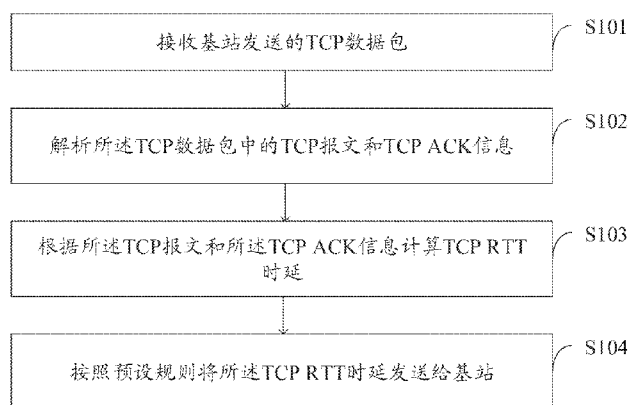 接收基站发送的TCP数据包
S101
解析所述TCP数据包中的TCP报文和TCP ACK信息
S102
根据所述TCP报文和所述TCP ACK信息计算TCP RTT
时延
S103
按照预设规则将所述TCP RTT时延发送给基站
S104